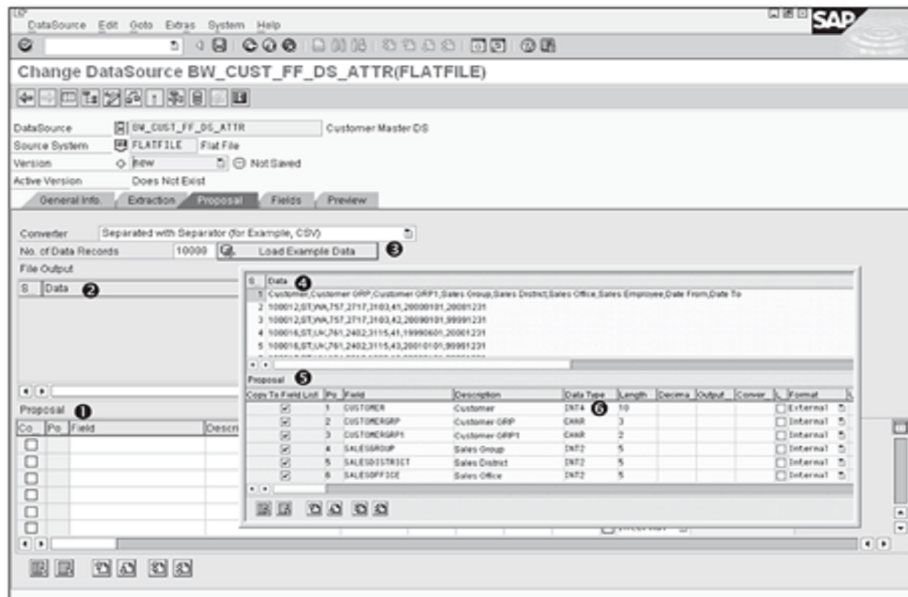 DataSource Edit Goto Extras System Help
SAP
Change DataSource BW_CUST_FF_DS_ATTR(FLATFILE)
DataSource BW_CUST_FF_DS_ATTR Customer Master DS
Source System FLATFILE Flat File
Version new Not Saved
Active Version Does Not Exist
General Info. Extraction Proposal Fields Preview
Converter Separated with Separator (for Example, CSV)
No. of Data Records 10000 Load Example Data 3
File Output
S Data 2
S Data 4
1 Customer,Customer GRP,Customer GRP1,Sales Group,Sales District,Sales Office,Sales Employee,Date From,Date To
2 100012,ST,WA,757,2717,3103,41,20000101,20081231
3 100012,ST,WA,757,2717,3103,42,20090101,99991231
4 100016,ST,UK,761,2402,3115,41,19990601,20001231
5 100016,ST,UK,761,2402,3115,43,20010101,99991231
Proposal 5
Copy To Field List Po Field Description Data Type 6 Length Decima Output Conver L Format
1 CUSTOMER Customer INT4 10 External
2 CUSTOMERGRP Customer GRP CHAR 3 Internal
3 CUSTOMERGRP1 Customer GRP1 CHAR 2 Internal
4 SALESGROUP Sales Group INT2 5 Internal
5 SALESDISTRICT Sales District INT2 5 Internal
6 SALESOFFICE Sales Office INT2 5 Internal
Proposal 1
Co Po Field Descri